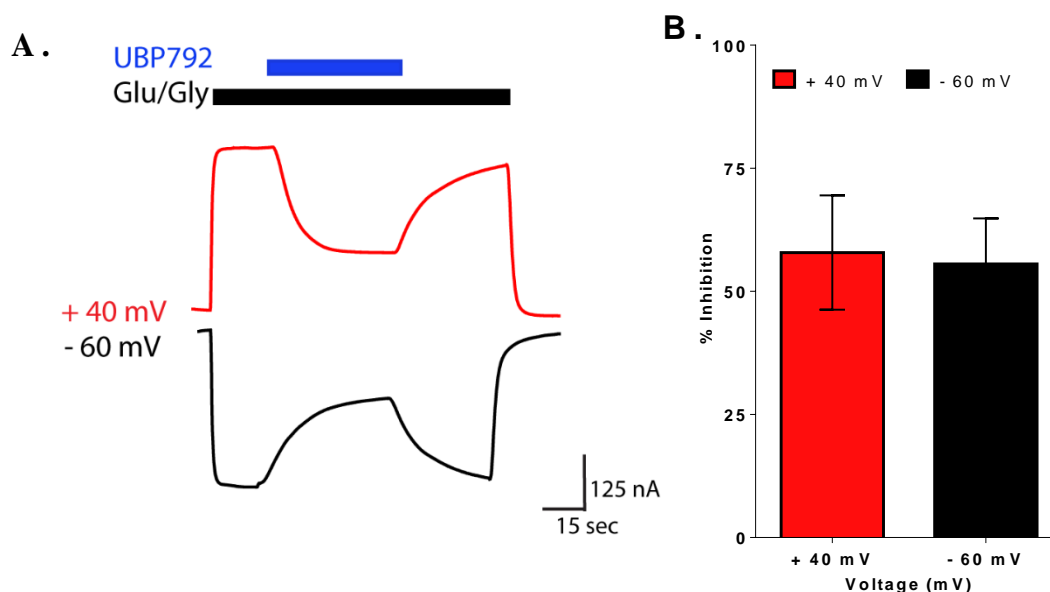 A .
UBP792
Glu/Gly
+ 40 mV
- 60 mV
125 nA
15 sec
B .
100
75
50
25
0
% Inhibition
+ 40 mV
- 60 mV
+ 40 mV
- 60 mV
Voltage (mV)